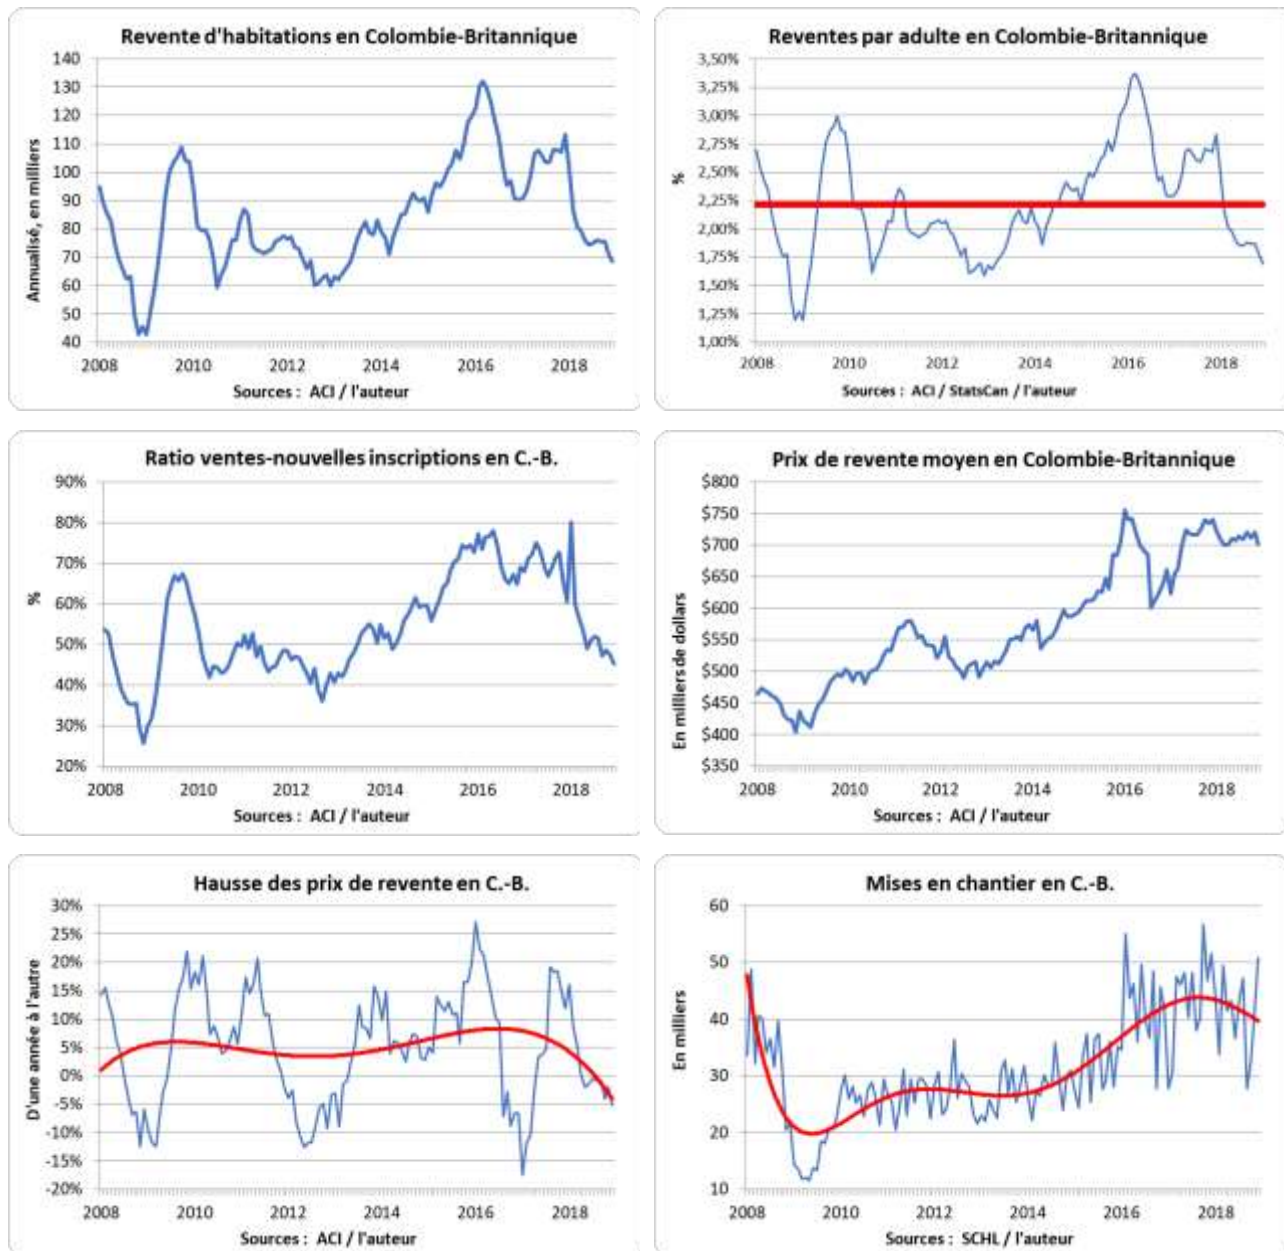 Revente d'habitations en Colombie-Britannique
140
130
120
110
100
90
80
70
60
50
40
Annualisé, en milliers
2008 2010 2012 2014 2016 2018
Sources : ACI / l'auteur
Reventes par adulte en Colombie-Britannique
3,50%
3,25%
3,00%
2,75%
2,50%
2,25%
2,00%
1,75%
1,50%
1,25%
1,00%
%
2008 2010 2012 2014 2016 2018
Sources : ACI / StatsCan / l'auteur
Ratio ventes-nouvelles inscriptions en C.-B.
90%
80%
70%
60%
50%
40%
30%
20%
%
2008 2010 2012 2014 2016 2018
Sources : ACI / l'auteur
Prix de revente moyen en Colombie-Britannique
$800
$750
$700
$650
$600
$550
$500
$450
$400
$350
En milliers de dollars
2008 2010 2012 2014 2016 2018
Sources : ACI / l'auteur
Hausse des prix de revente en C.-B.
30%
25%
20%
15%
10%
5%
0%
-5%
-10%
-15%
-20%
D'une année à l'autre
2008 2010 2012 2014 2016 2018
Sources : ACI / l'auteur
Mises en chantier en C.-B.
60
50
40
30
20
10
En milliers
2008 2010 2012 2014 2016 2018
Sources : SCHL / l'auteur